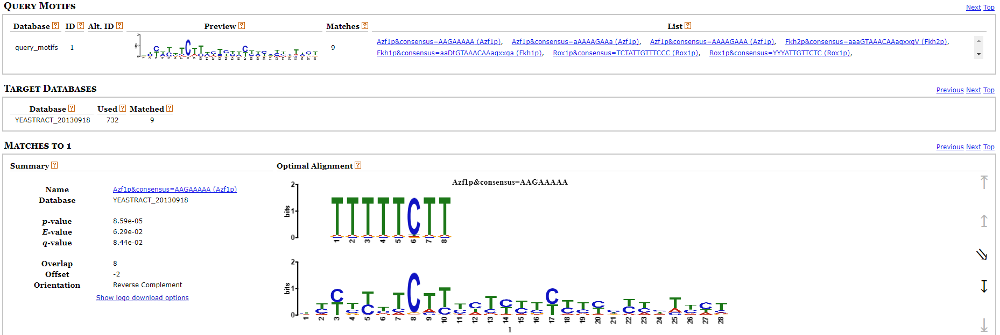 QUERY MOTIFS
Next Top
Database ? ID ? Alt. ID ? Preview ? Matches ? List ?
query_motifs 1 9 Azf1p&consensus=AAGAAAAA (Azf1p), Azf1p&consensus=aAAAAGAAa (Azf1p), Azf1p&consensus=AAAAGAAA (Azf1p), Fkh2p&consensus=aaaGTAAACAAaqxxqV (Fkh2p),
Fkh1p&consensus=aaDtGTAAACAAaqxxqa (Fkh1p), Rox1p&consensus=TCTATTGTTTCCC (Rox1p), Rox1p&consensus=YYYATTGTTCTC (Rox1p),
TARGET DATABASES
Previous Next Top
Database ? Used ? Matched ?
YEASTRACT_20130918 732 9
MATCHES TO 1
Previous Next Top
Summary ?
Name Azf1p&consensus=AAGAAAAA (Azf1p)
Database YEASTRACT_20130918
p-value 8.59e-05
E-value 6.29e-02
q-value 8.44e-02
Overlap 8
Offset -2
Orientation Reverse Complement
Show logo download options
Optimal Alignment ?
Azf1p&consensus=AAGAAAAA
2
bits
1
0
TTTTTCTT
1 2 3 4 5 6 7 8
2
bits
1
0
1 2 3 4 5 6 7 8 9 10 11 12 13 14 15 16 17 18 19 20 21 22 23 24 25 26 27 28
1